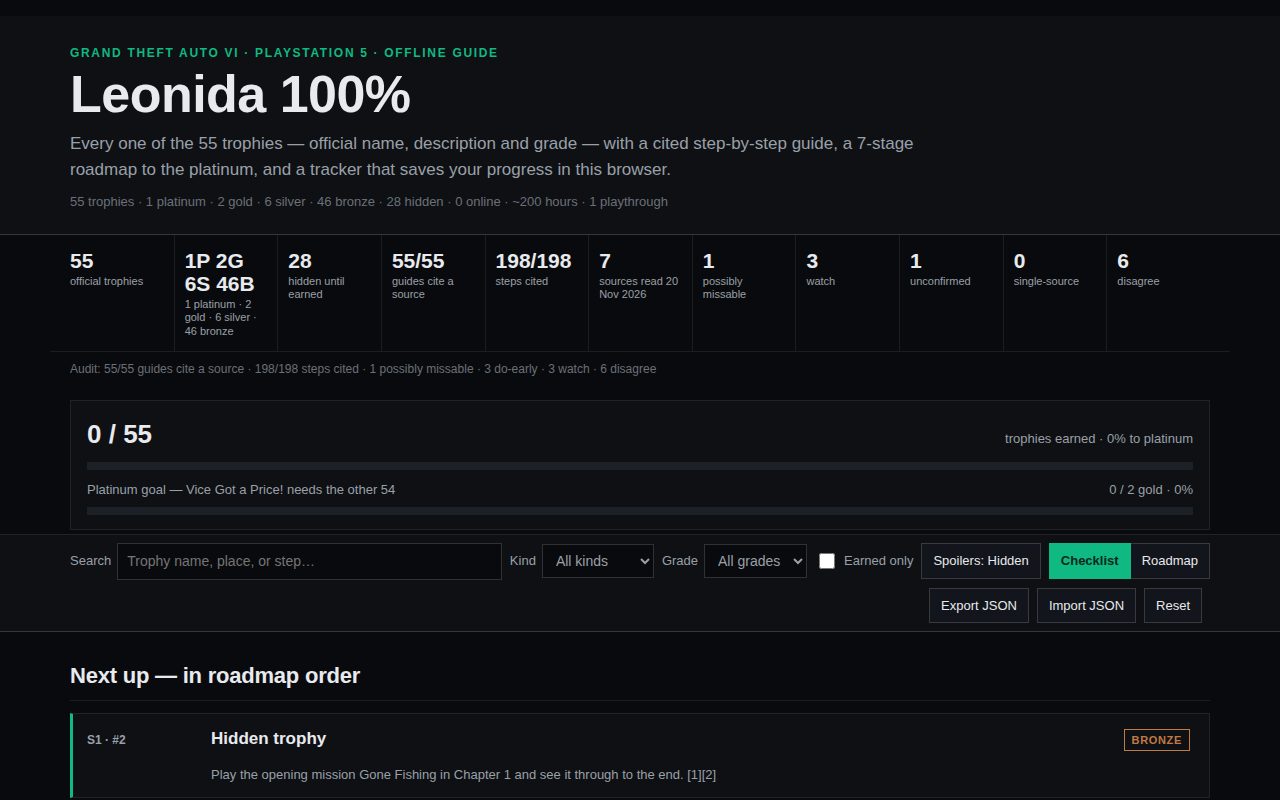 GRAND THEFT AUTO VI · PLAYSTATION 5 · OFFLINE GUIDE
Leonida 100%
Every one of the 55 trophies — official name, description and grade — with a cited step-by-step guide, a 7-stage
roadmap to the platinum, and a tracker that saves your progress in this browser.
55 trophies · 1 platinum · 2 gold · 6 silver · 46 bronze · 28 hidden · 0 online · ~200 hours · 1 playthrough
55
official trophies
1P 2G
6S 46B
1 platinum · 2
gold · 6 silver ·
46 bronze
28
hidden until
earned
55/55
guides cite a
source
198/198
steps cited
7
sources read 20
Nov 2026
1
possibly
missable
3
watch
1
unconfirmed
0
single-source
6
disagree
Audit: 55/55 guides cite a source · 198/198 steps cited · 1 possibly missable · 3 do-early · 3 watch · 6 disagree
0 / 55
trophies earned · 0% to platinum
Platinum goal — Vice Got a Price! needs the other 54
0 / 2 gold · 0%
Search Trophy name, place, or step… Kind All kinds Grade All grades Earned only Spoilers: Hidden Checklist Roadmap
Export JSON Import JSON Reset
Next up — in roadmap order
S1 · #2 Hidden trophy BRONZE
Play the opening mission Gone Fishing in Chapter 1 and see it through to the end. [1][2]